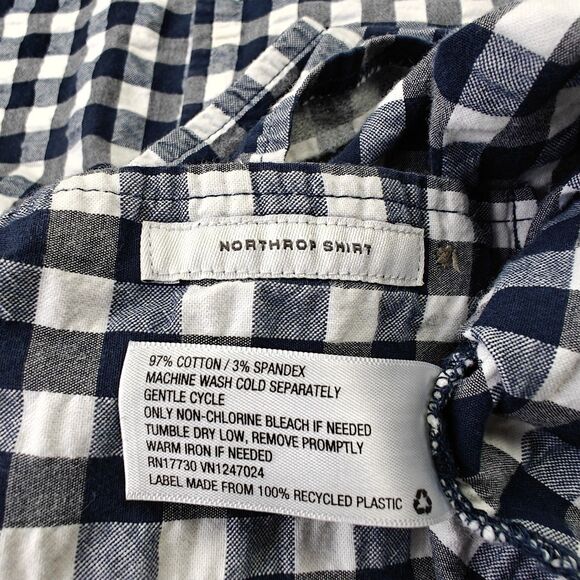 NORTHROP SHIRT
97% COTTON / 3% SPANDEX
MACHINE WASH COLD SEPARATELY
GENTLE CYCLE
ONLY NON-CHLORINE BLEACH IF NEEDED
TUMBLE DRY LOW, REMOVE PROMPTLY
WARM IRON IF NEEDED
RN17730 VN1247024
LABEL MADE FROM 100% RECYCLED PLASTIC